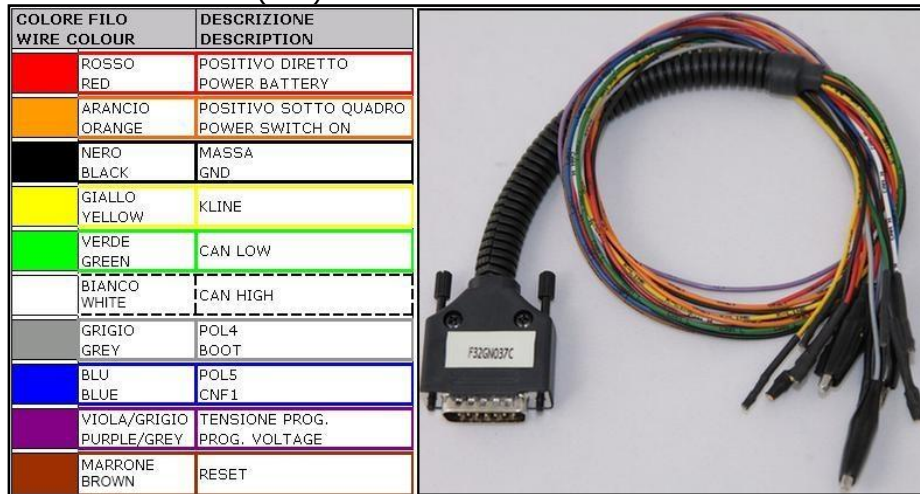 COLORE FILO
WIRE COLOUR
DESCRIZIONE
DESCRIPTION
ROSSO
RED
POSITIVO DIRETTO
POWER BATTERY
ARANCIO
ORANGE
POSITIVO SOTTO QUADRO
POWER SWITCH ON
NERO
BLACK
MASSA
GND
GIALLO
YELLOW
KLINE
VERDE
GREEN
CAN LOW
BIANCO
WHITE
CAN HIGH
GRIGIO
GREY
POL4
BOOT
BLU
BLUE
POL5
CNF1
VIOLA/GRIGIO
PURPLE/GREY
TENSIONE PROG.
PROG. VOLTAGE
MARRONE
BROWN
RESET
F32GN037C